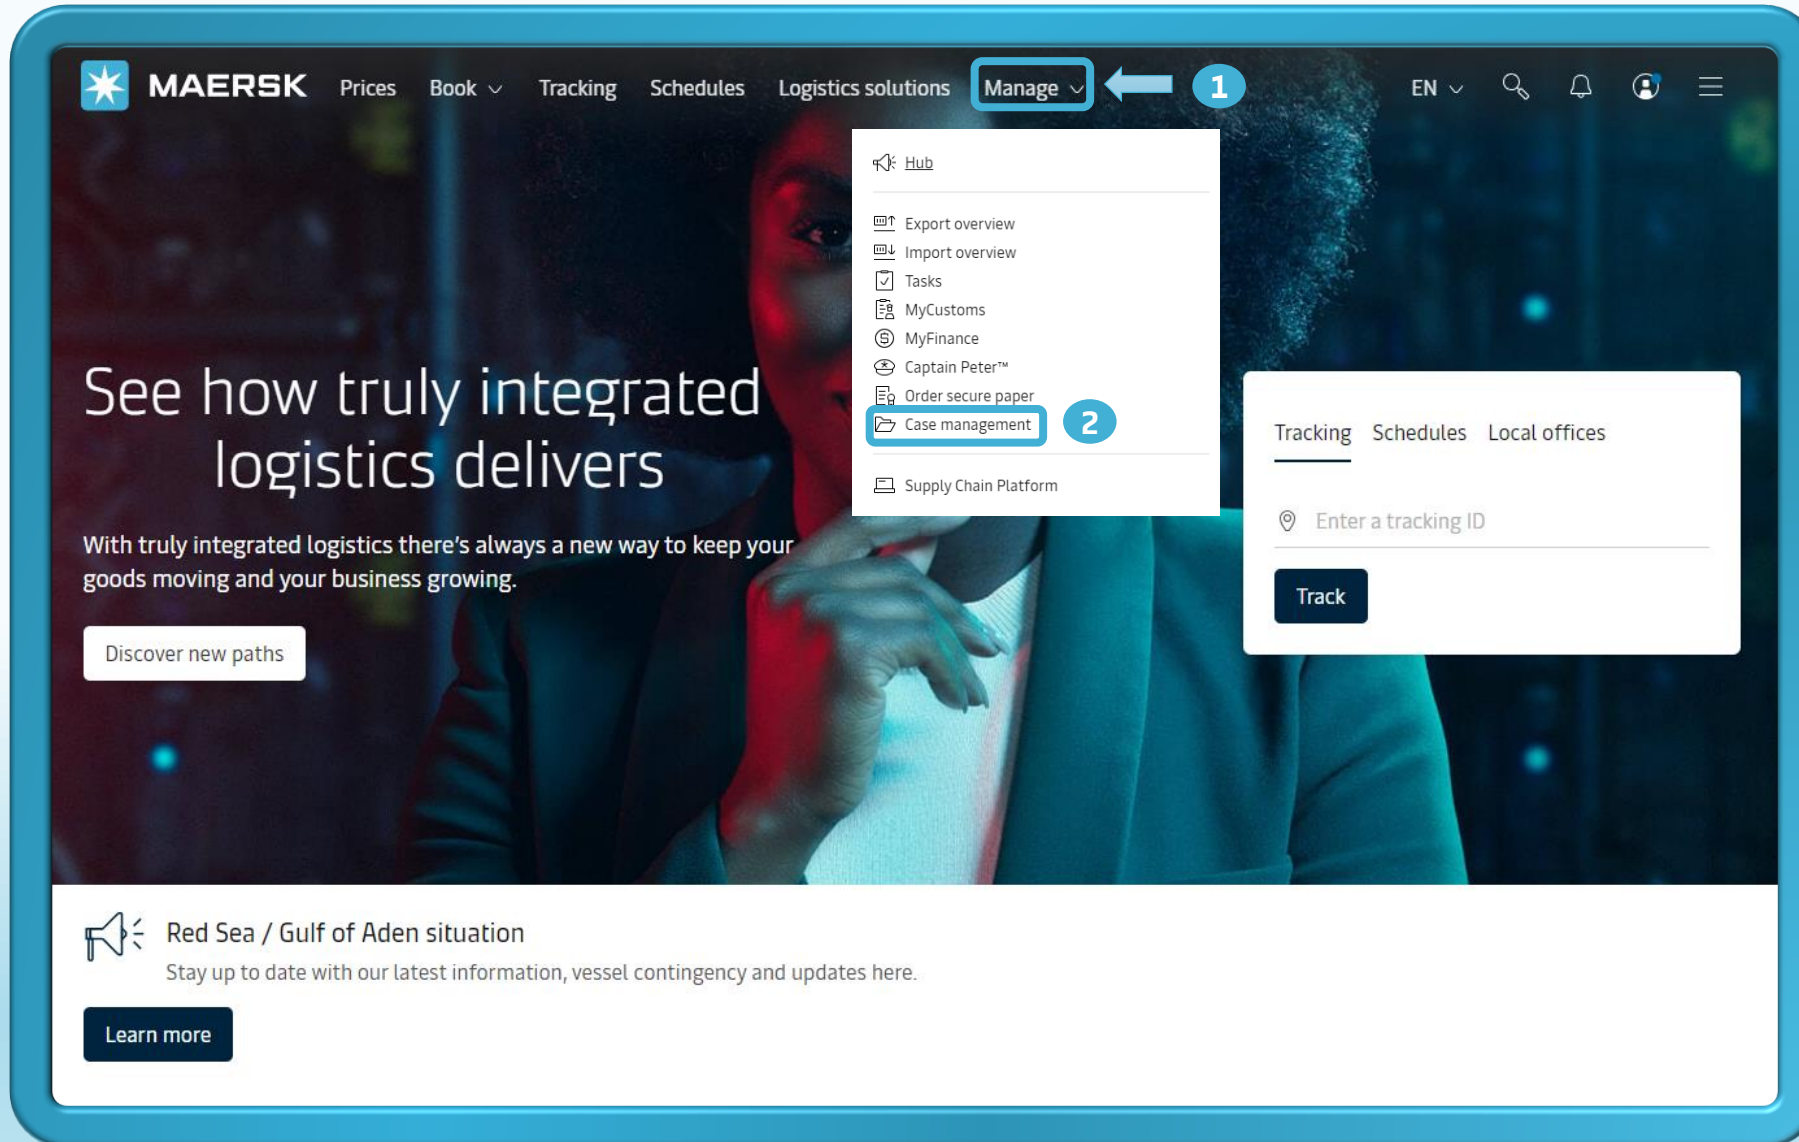 MAERSK Prices Book Tracking Schedules Logistics solutions Manage 1 EN
Hub
Export overview
Import overview
Tasks
MyCustoms
MyFinance
Captain Peter™
Order secure paper
Case management 2
Supply Chain Platform
See how truly integrated
logistics delivers
With truly integrated logistics there's always a new way to keep your
goods moving and your business growing.
Discover new paths
Tracking Schedules Local offices
Enter a tracking ID
Track
Red Sea / Gulf of Aden situation
Stay up to date with our latest information, vessel contingency and updates here.
Learn more